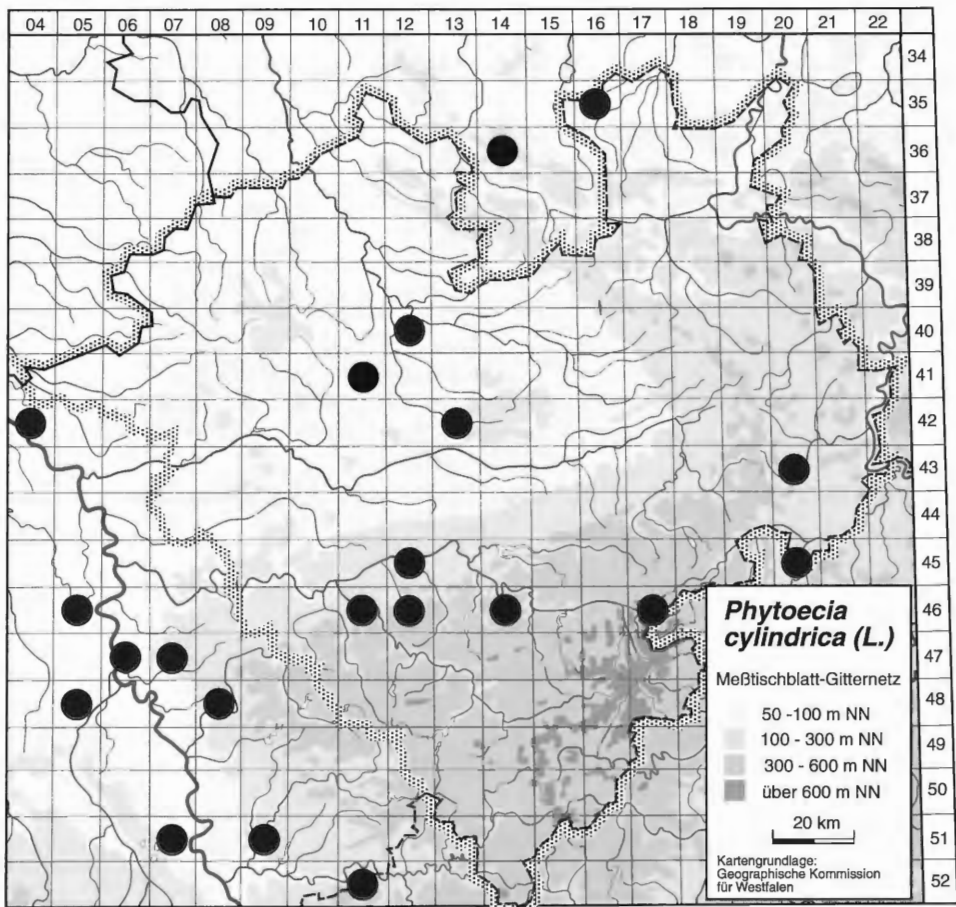 04 05 06 07 08 09 10 11 12 13 14 15 16 17 18 19 20 21 22
34
35
36
37
38
39
40
41
42
43
44
45
46
47
48
49
50
51
52
Phytoecia
cylindrica (L.)
Meßtischblatt-Gitternetz
50 -100 m NN
100 - 300 m NN
300 - 600 m NN
über 600 m NN
20 km
Kartengrundlage:
Geographische Kommission
für Westfalen